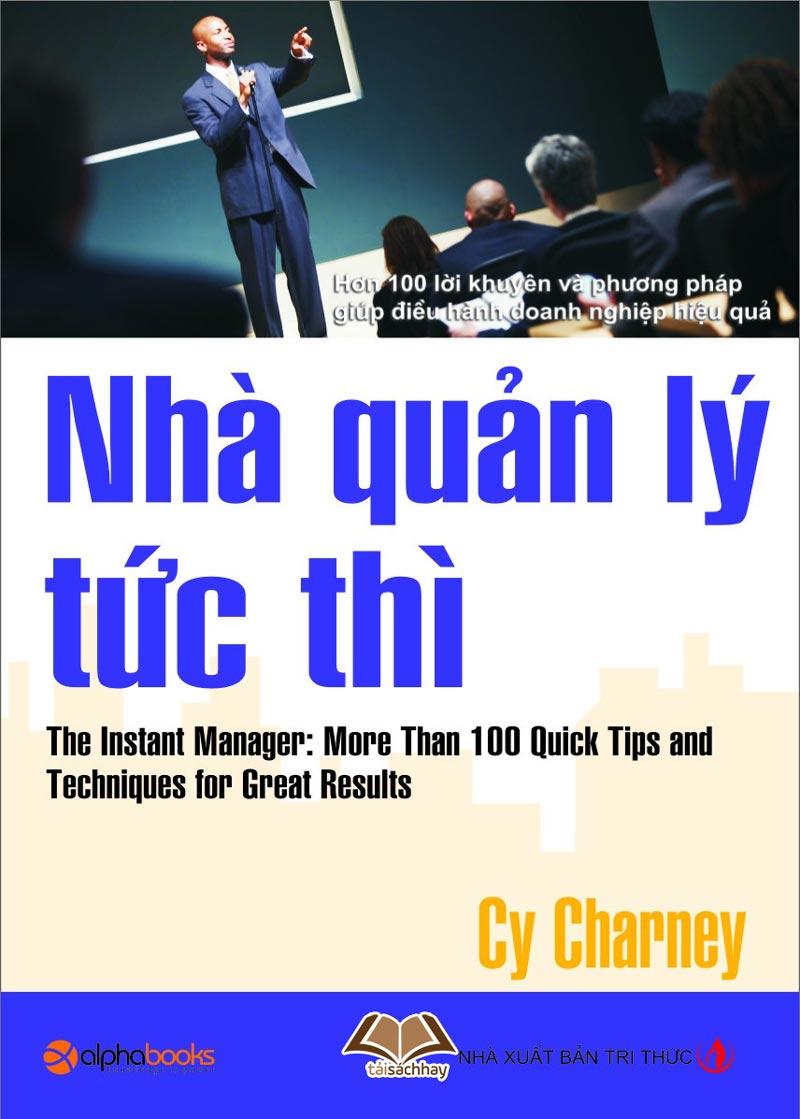 Hơn 100 lời khuyên và phương pháp
giúp điều hành doanh nghiệp hiệu quả
Nhà quản lý
tức thì
The Instant Manager: More Than 100 Quick Tips and
Techniques for Great Results
Cy Charney
alphabooks
tảisáchhay
NHÀ XUẤT BẢN TRI THỨC